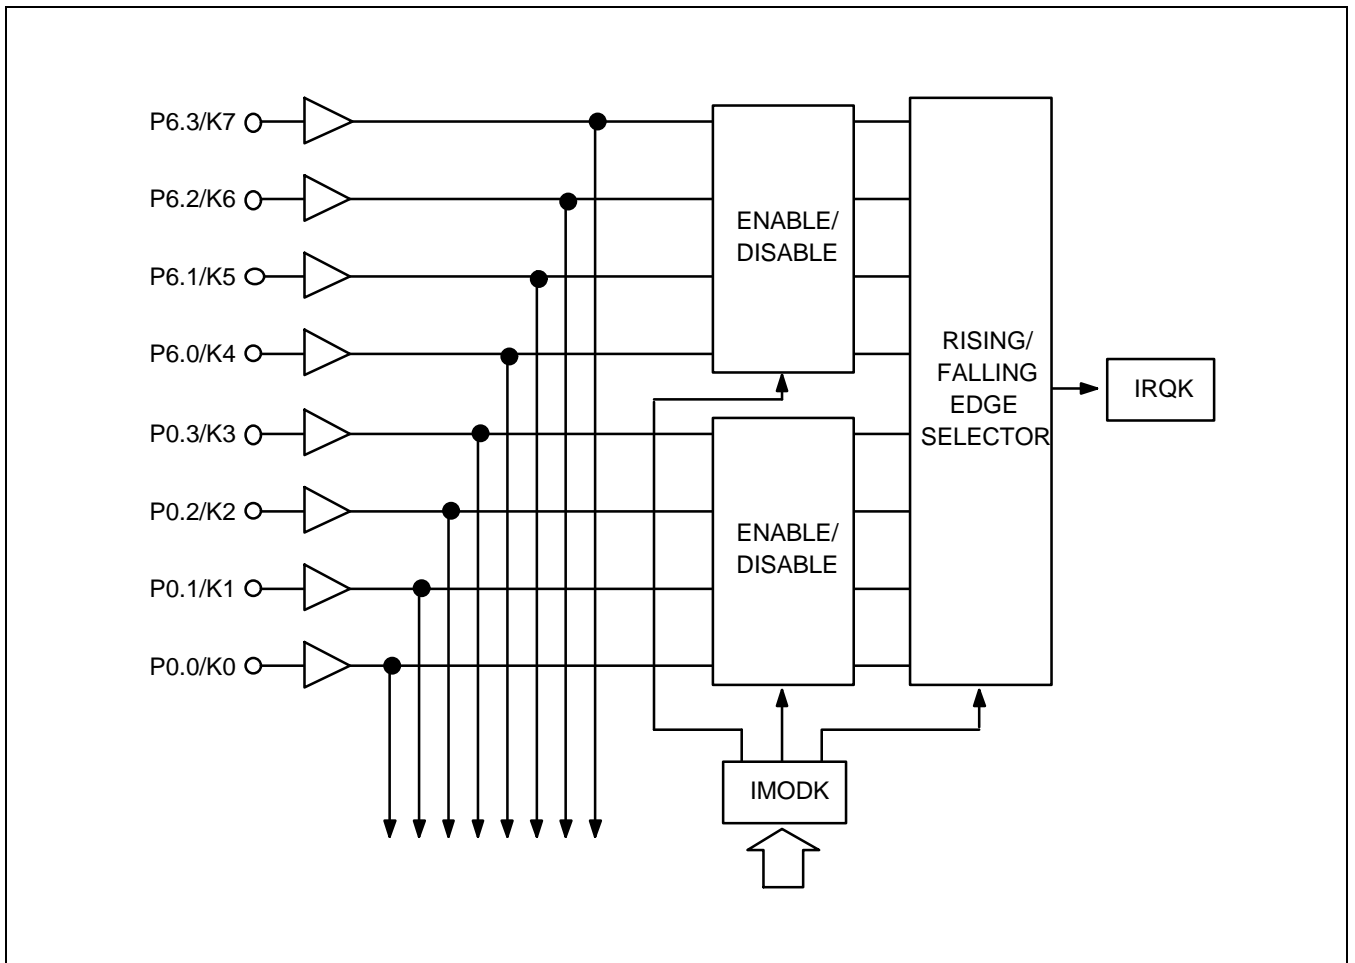 P6.3/K7
P6.2/K6
P6.1/K5
P6.0/K4
P0.3/K3
P0.2/K2
P0.1/K1
P0.0/K0
ENABLE/
DISABLE
ENABLE/
DISABLE
RISING/
FALLING
EDGE
SELECTOR
IRQK
IMODK